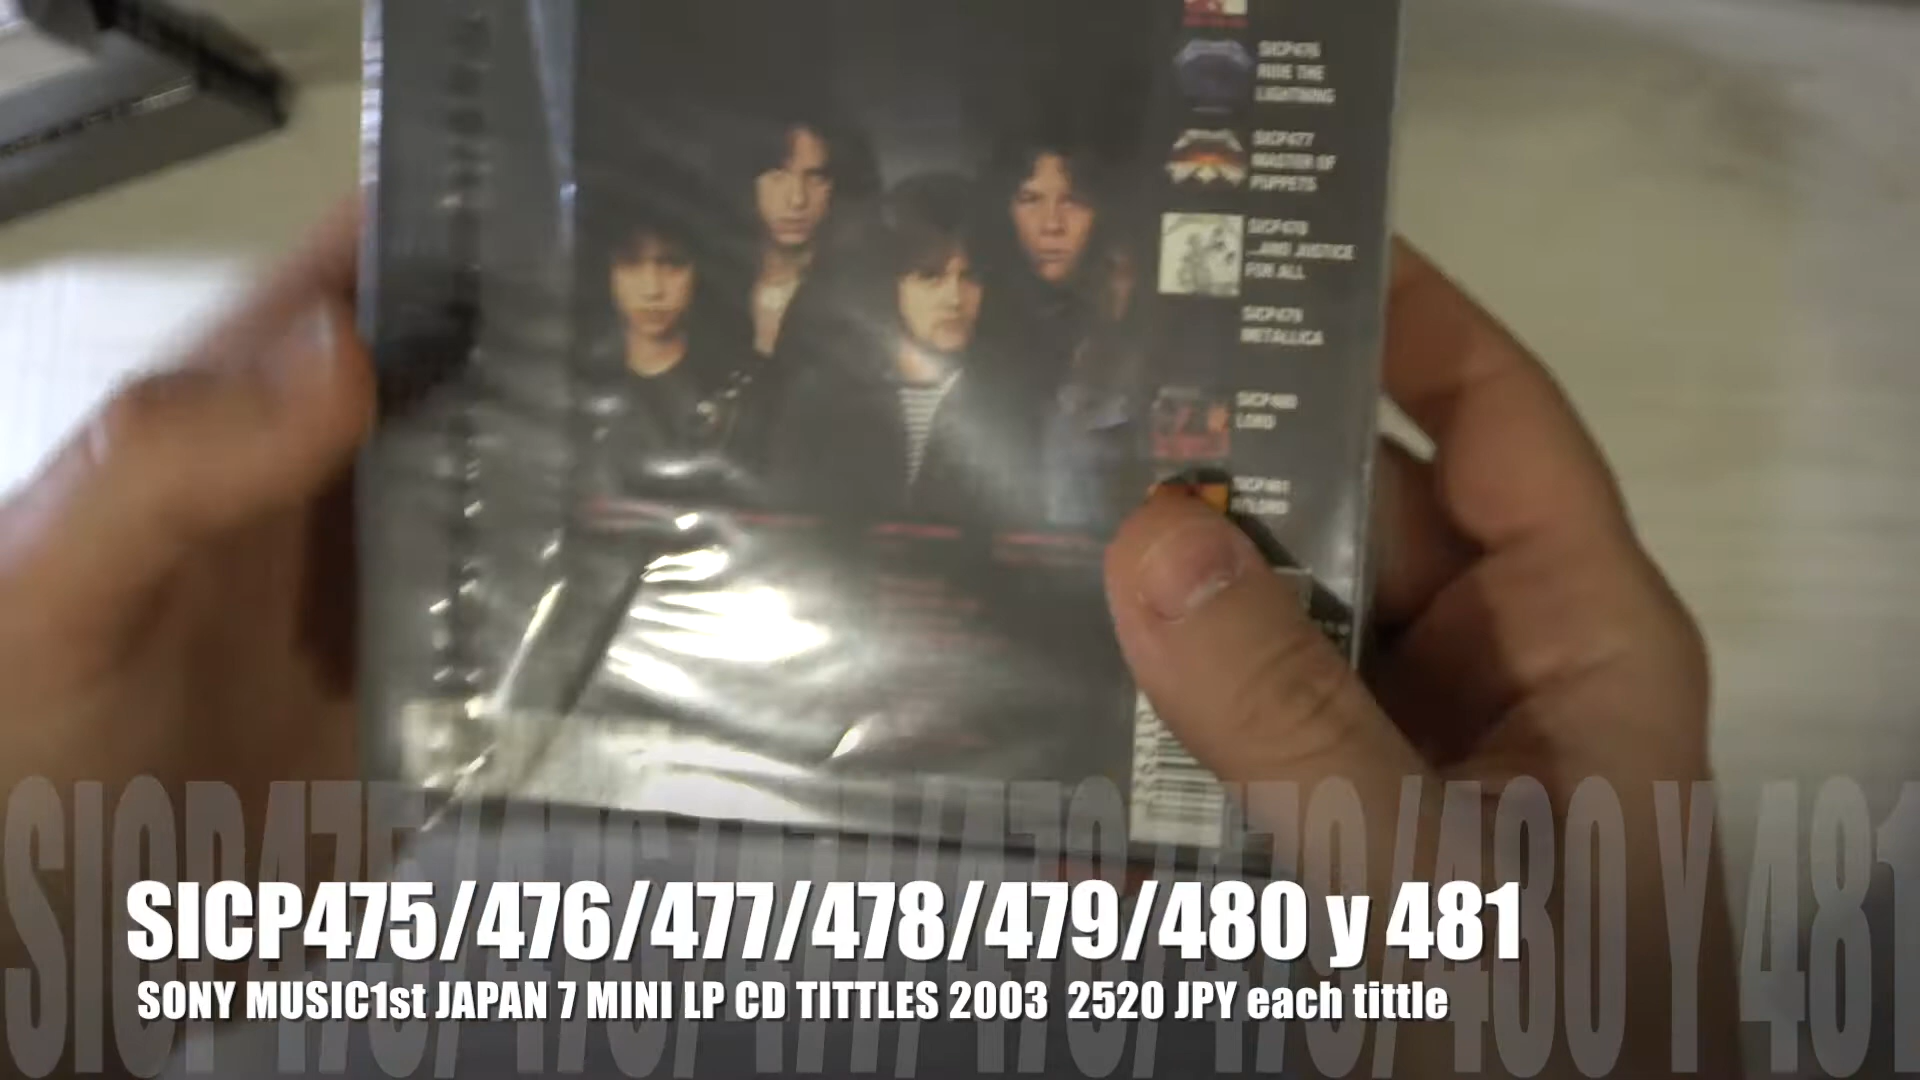 SICP476
RIDE THE
LIGHTNING
SICP477
MASTER OF
PUPPETS
SICP478
...AND JUSTICE
FOR ALL
SICP479
METALLICA
SICP480
LOAD
SICP481
RELOAD
SICP475/476/477/478/479/480 Y 481
SICP475/476/477/478/479/480 y 481
SONY MUSIC1st JAPAN 7 MINI LP CD TITTLES 2003 2520 JPY each tittle